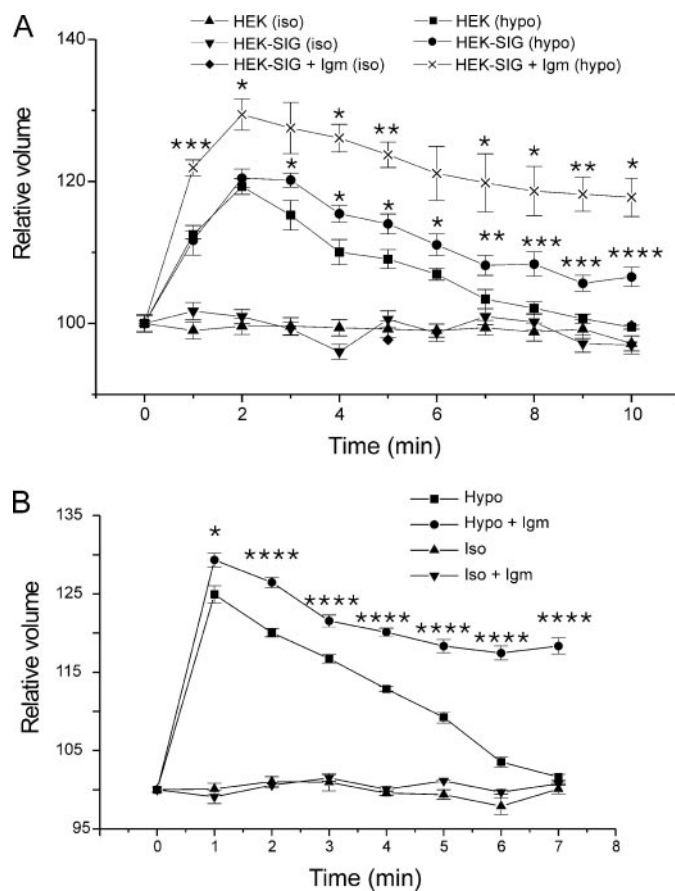 A
HEK (iso)
HEK (hypo)
HEK-SIG (iso)
HEK-SIG (hypo)
HEK-SIG + Igm (iso)
HEK-SIG + Igm (hypo)
140
120
100
Relative volume
*** * * ** * * ** *
* * * * ** *** *** ****
0 2 4 6 8 10
Time (min)
B
Hypo
Hypo + Igm
Iso
Iso + Igm
135
125
115
105
95
Relative volume
* **** **** **** **** **** ****
0 1 2 3 4 5 6 7 8
Time (min)